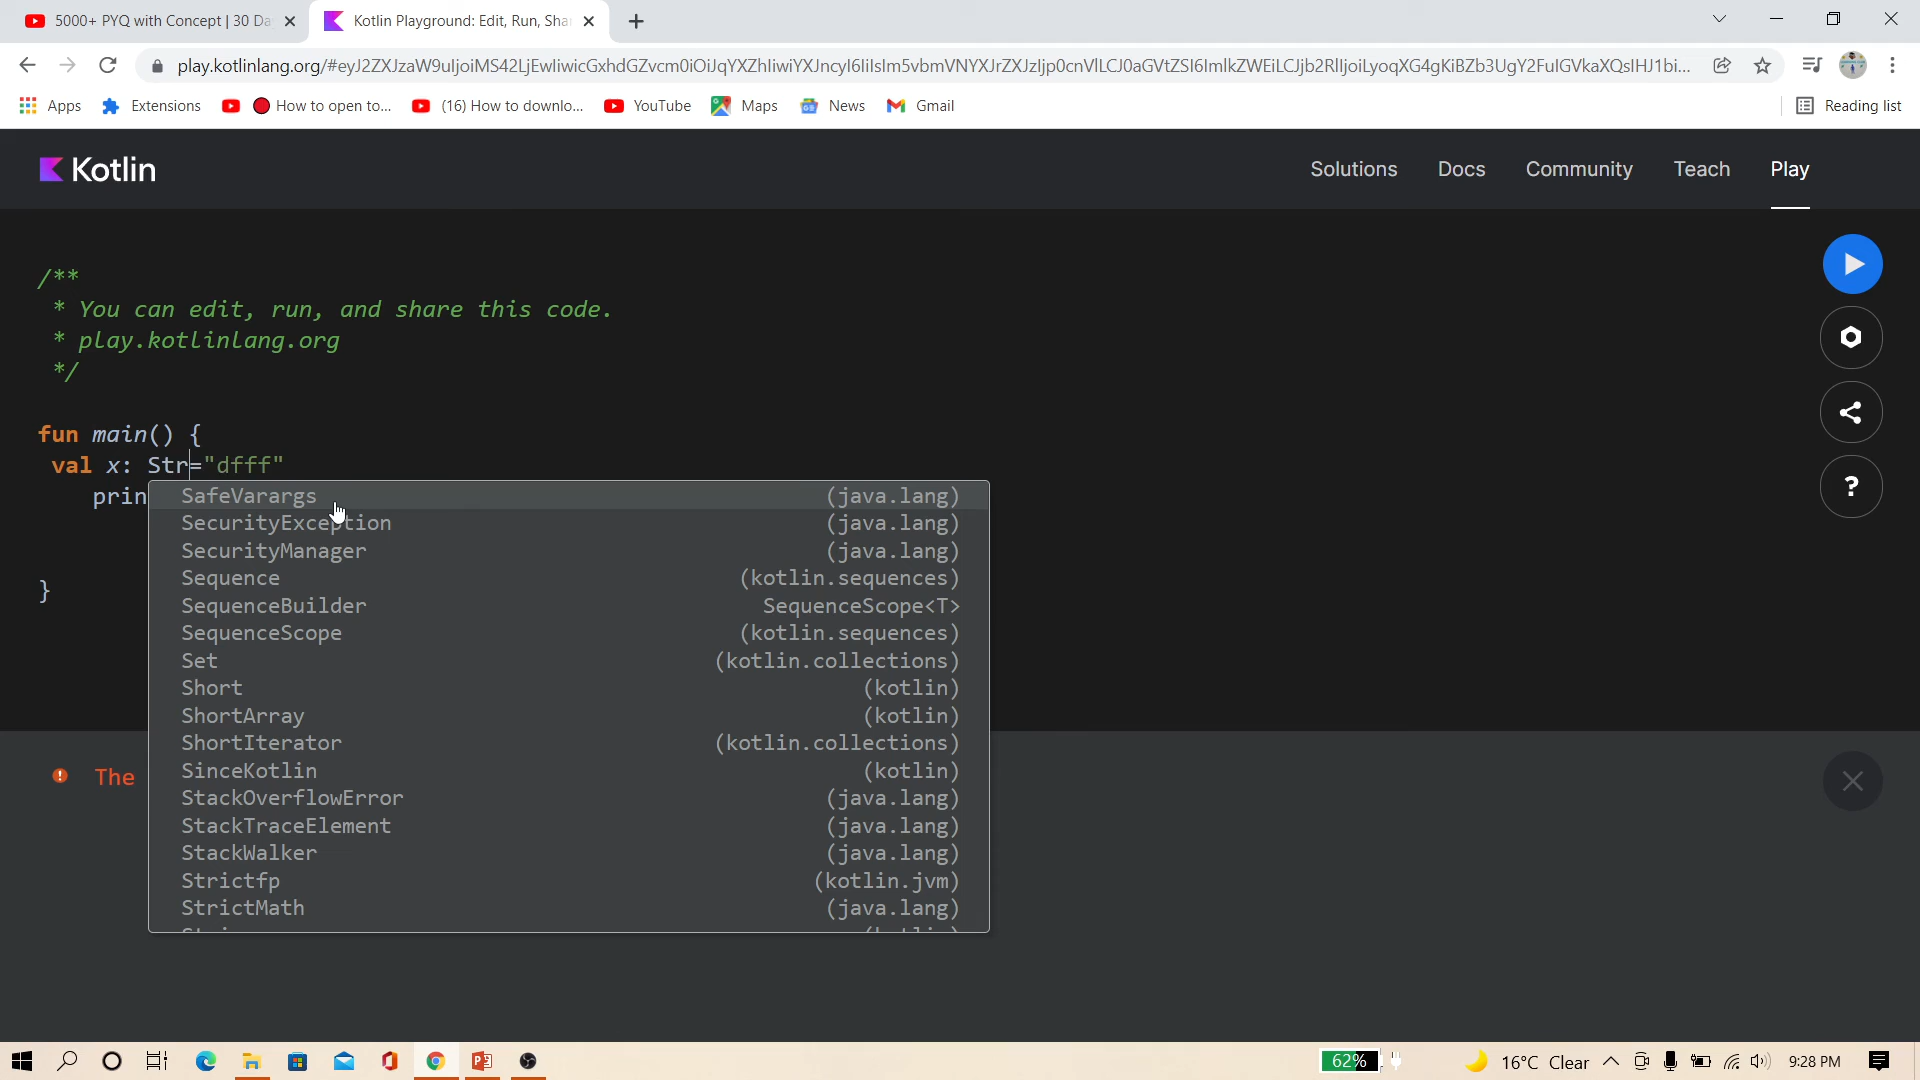 5000+ PYQ with Concept | 30 Da
Kotlin Playground: Edit, Run, Sha
Apps
Extensions
How to open to...
(16) How to downlo...
YouTube
Maps
News
Gmail
Reading list
Kotlin
Solutions
Docs
Community
Teach
Play
/**
* You can edit, run, and share this code.
* play.kotlinlang.org
*/
fun main() {
val x: Str="dfff"
prin
SafeVarargs (java.lang)
SecurityException (java.lang)
SecurityManager (java.lang)
Sequence (kotlin.sequences)
SequenceBuilder SequenceScope<T>
SequenceScope (kotlin.sequences)
Set (kotlin.collections)
Short (kotlin)
ShortArray (kotlin)
ShortIterator (kotlin.collections)
SinceKotlin (kotlin)
StackOverflowError (java.lang)
StackTraceElement (java.lang)
StackWalker (java.lang)
Strictfp (kotlin.jvm)
StrictMath (java.lang)
}
The
62%
16°C Clear
9:28 PM